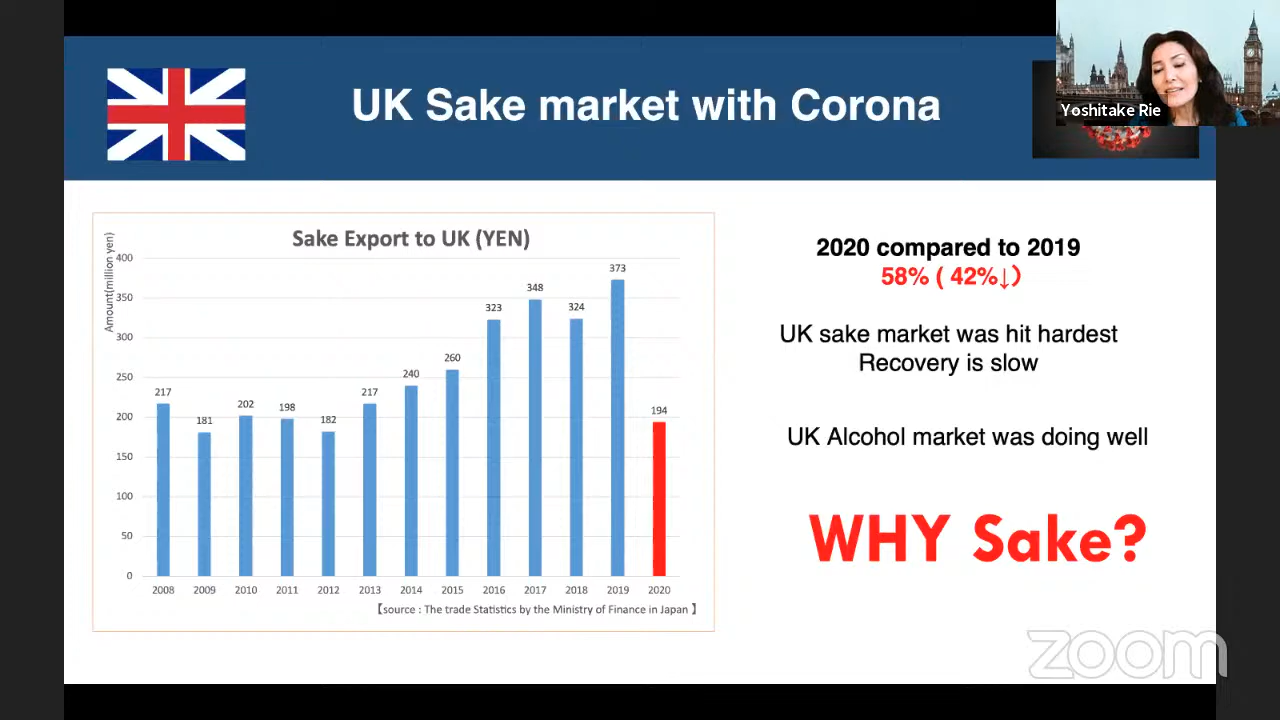 UK Sake market with Corona
Yoshitake Rie
Sake Export to UK (YEN)
Amount(million yen)
400
350
300
250
200
150
100
50
0
217
181
202
198
182
217
240
260
323
348
324
373
194
2008 2009 2010 2011 2012 2013 2014 2015 2016 2017 2018 2019 2020
【source : The trade Statistics by the Ministry of Finance in Japan 】
2020 compared to 2019
58% ( 42%↓)
UK sake market was hit hardest
Recovery is slow
UK Alcohol market was doing well
WHY Sake?
zoom